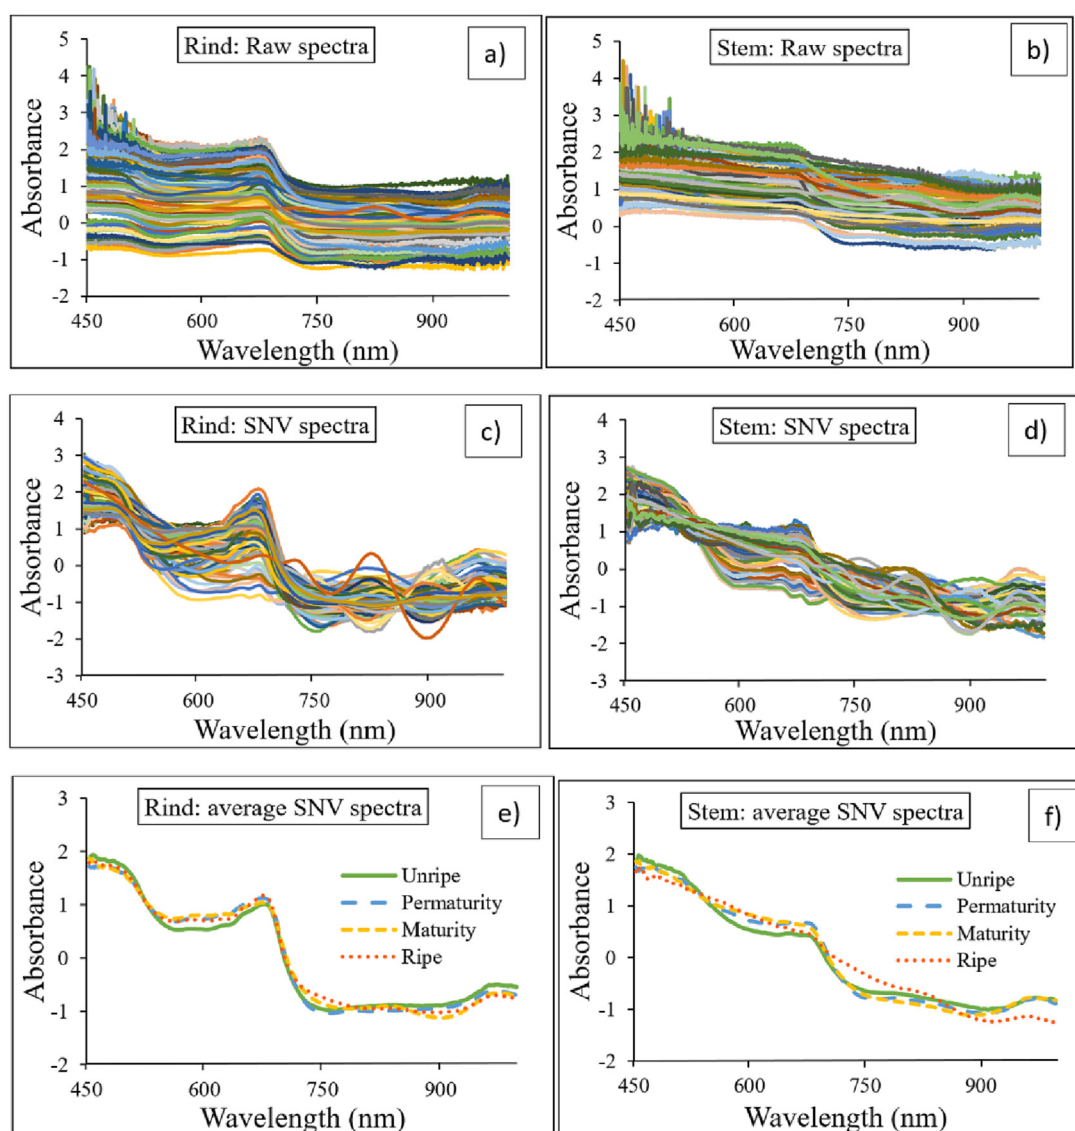 Rind: Raw spectra
a)
5
4
3
2
1
0
-1
-2
Absorbance
450 600 750 900
Wavelength (nm)
Stem: Raw spectra
b)
5
4
3
2
1
0
-1
-2
Absorbance
450 600 750 900
Wavelength (nm)
Rind: SNV spectra
c)
4
3
2
1
0
-1
-2
-3
Absorbance
450 600 750 900
Wavelength (nm)
Stem: SNV spectra
d)
4
3
2
1
0
-1
-2
-3
Absorbance
450 600 750 900
Wavelength (nm)
Rind: average SNV spectra
e)
3
2
1
0
-1
-2
Absorbance
Unripe
Permaturity
Maturity
Ripe
450 600 750 900
Wavelength (nm)
Stem: average SNV spectra
f)
3
2
1
0
-1
-2
Absorbance
Unripe
Permaturity
Maturity
Ripe
450 600 750 900
Wavelength (nm)